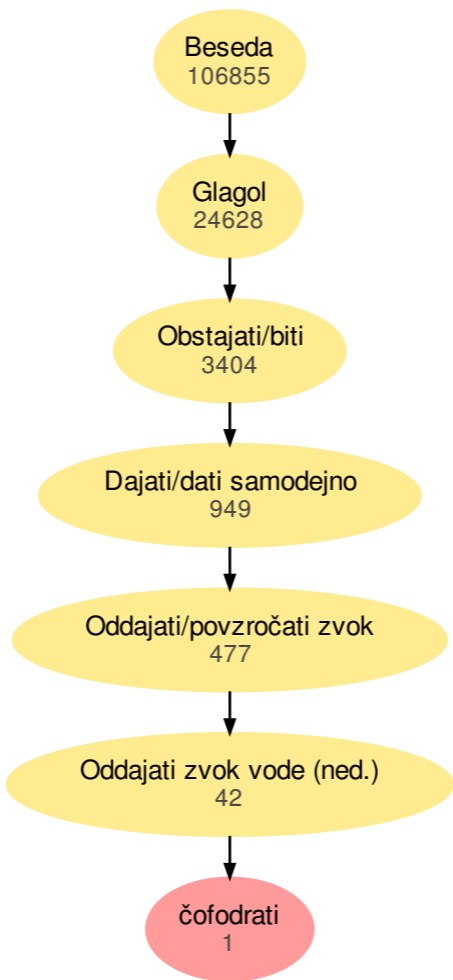 Beseda
106855
Glagol
24628
Obstajati/biti
3404
Dajati/dati samodejno
949
Oddajati/povzročati zvok
477
Oddajati zvok vode (ned.)
42
čofodrati
1